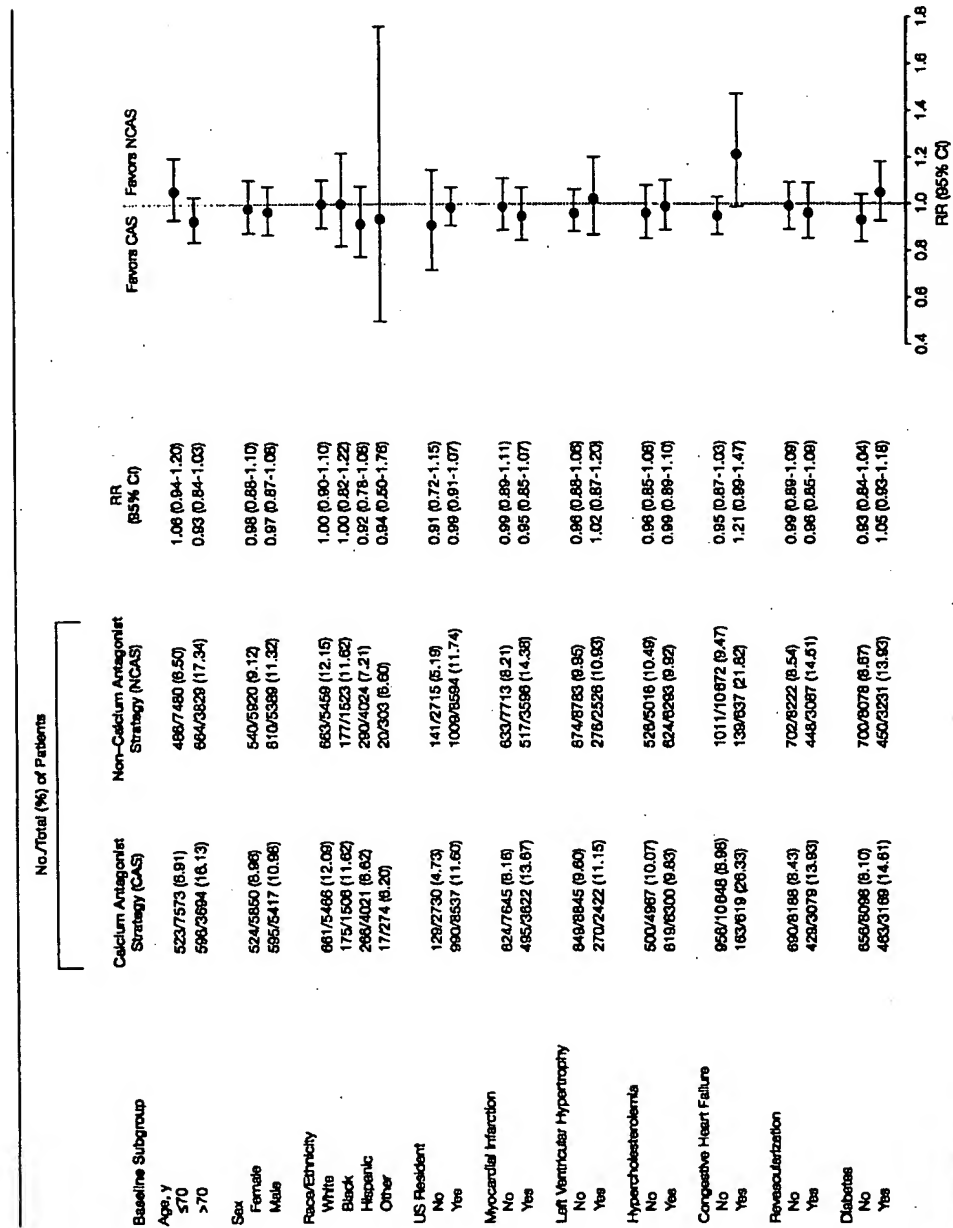 No./Total (%) of Patients
Baseline Subgroup Calcium Antagonist Strategy (CAS) Non–Calcium Antagonist Strategy (NCAS) RR (95% CI) Favors CAS Favors NCAS
Age, y
≤70 523/7573 (6.91) 486/7480 (6.50) 1.06 (0.94-1.20)
>70 596/3694 (16.13) 664/3829 (17.34) 0.93 (0.84-1.03)
Sex
Female 524/5850 (8.96) 540/5920 (9.12) 0.98 (0.88-1.10)
Male 595/5417 (10.98) 610/5389 (11.32) 0.97 (0.87-1.08)
Race/Ethnicity
White 661/5466 (12.09) 663/5459 (12.15) 1.00 (0.90-1.10)
Black 175/1506 (11.62) 177/1523 (11.62) 1.00 (0.82-1.22)
Hispanic 266/4021 (6.62) 290/4024 (7.21) 0.92 (0.78-1.08)
Other 17/274 (6.20) 20/303 (6.60) 0.94 (0.50-1.76)
US Resident
No 129/2730 (4.73) 141/2715 (5.19) 0.91 (0.72-1.15)
Yes 990/8537 (11.60) 1009/8594 (11.74) 0.99 (0.91-1.07)
Myocardial Infarction
No 624/7645 (8.16) 633/7713 (8.21) 0.99 (0.89-1.11)
Yes 495/3622 (13.67) 517/3596 (14.38) 0.95 (0.85-1.07)
Left Ventricular Hypertrophy
No 849/8845 (9.60) 874/8783 (9.95) 0.96 (0.88-1.06)
Yes 270/2422 (11.15) 276/2526 (10.93) 1.02 (0.87-1.20)
Hypercholesterolemia
No 500/4967 (10.07) 526/5016 (10.49) 0.96 (0.85-1.08)
Yes 619/6300 (9.83) 624/6293 (9.92) 0.99 (0.89-1.10)
Congestive Heart Failure
No 956/10 648 (8.98) 1011/10 672 (9.47) 0.95 (0.87-1.03)
Yes 163/619 (26.33) 139/637 (21.82) 1.21 (0.99-1.47)
Revascularization
No 690/8188 (8.43) 702/8222 (8.54) 0.99 (0.89-1.09)
Yes 429/3079 (13.93) 448/3087 (14.51) 0.96 (0.85-1.09)
Diabetes
No 656/8098 (8.10) 700/8078 (8.67) 0.93 (0.84-1.04)
Yes 463/3169 (14.61) 450/3231 (13.93) 1.05 (0.93-1.18)
0.4 0.6 0.8 1.0 1.2 1.4 1.6 1.8
RR (95% CI)